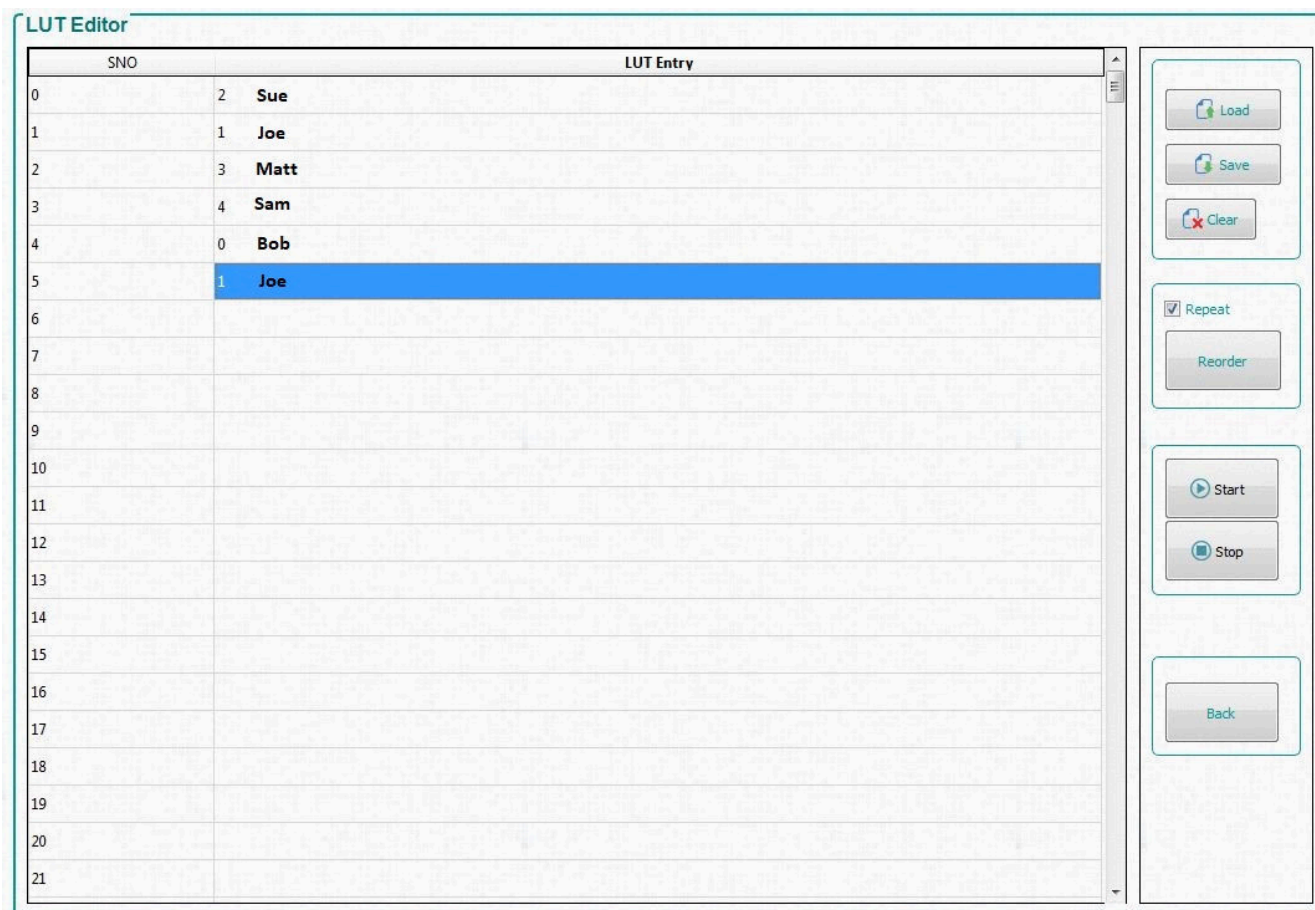 LUT Editor
SNO LUT Entry
0 2 Sue
1 1 Joe
2 3 Matt
3 4 Sam
4 0 Bob
5 1 Joe
6
7
8
9
10
11
12
13
14
15
16
17
18
19
20
21
Load
Save
Clear
Repeat
Reorder
Start
Stop
Back